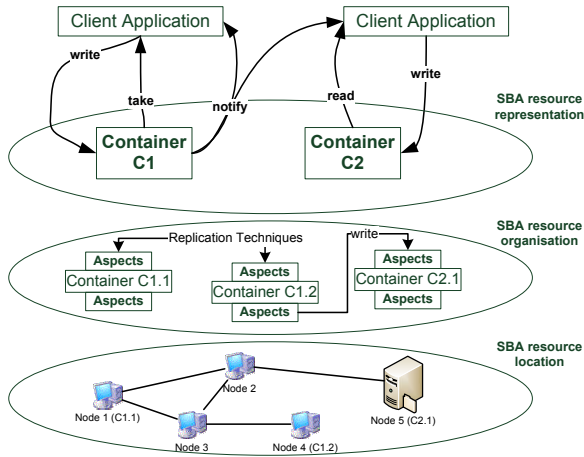 Client Application
Client Application
write
take
notify
read
write
SBA resource
representation
Container
C1
Container
C2
SBA resource
organisation
Replication Techniques
write
Aspects
Container C1.1
Aspects
Aspects
Container C1.2
Aspects
Aspects
Container C2.1
Aspects
SBA resource
location
Node 1 (C1.1)
Node 2
Node 3
Node 4 (C1.2)
Node 5 (C2.1)